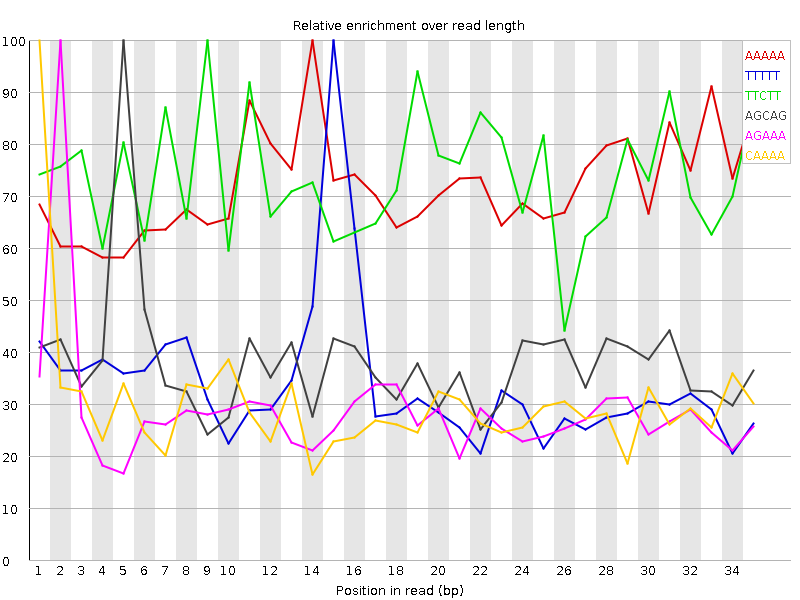 Relative enrichment over read length
100
90
80
70
60
50
40
30
20
10
0
AAAAA
TTTTT
TTCTT
AGCAG
AGAAA
CAAAA
1 2 3 4 5 6 7 8 9 10 12 14 16 18 20 22 24 26 28 30 32 34
Position in read (bp)